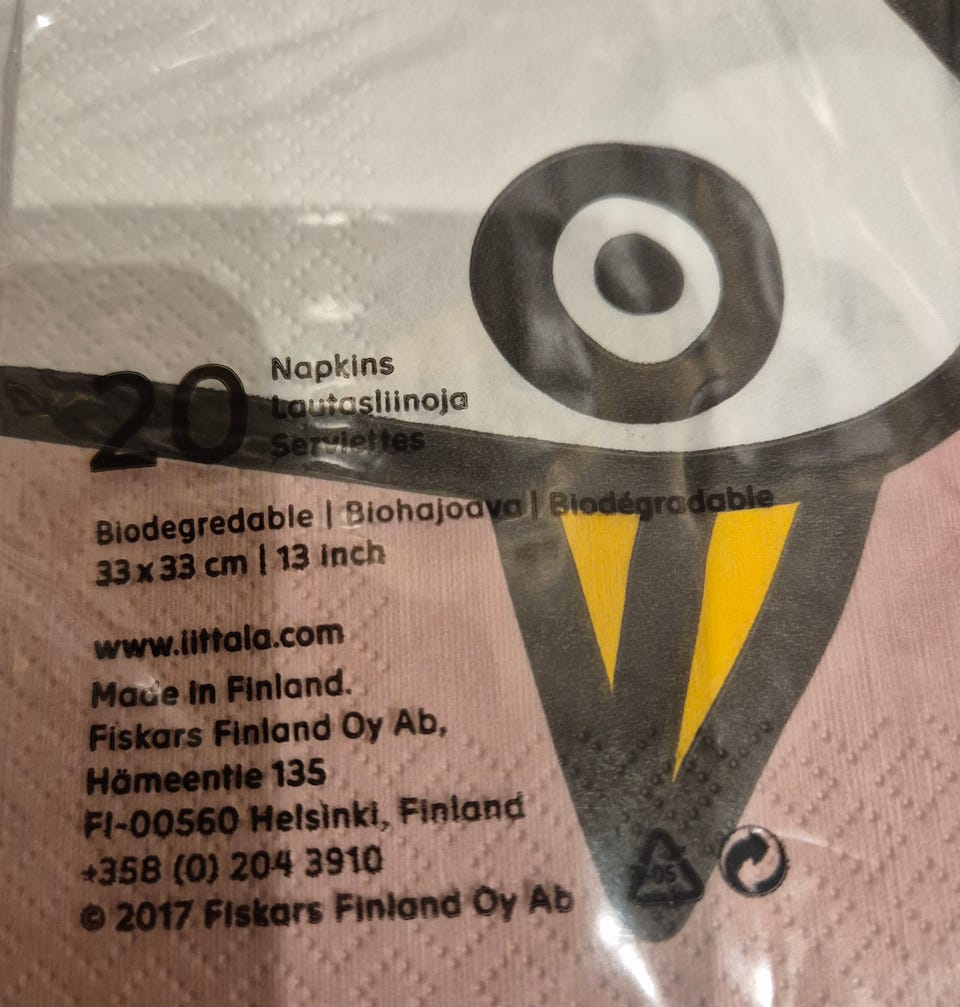 20
Napkins
Lautasliinoja
Serviettes
Biodegredable | Biohajoava | Biodégradable
33 x 33 cm | 13 inch
www.iittala.com
Made in Finland.
Fiskars Finland Oy Ab,
Hämeentie 135
FI-00560 Helsinki, Finland
+358 (0) 204 3910
© 2017 Fiskars Finland Oy Ab
05